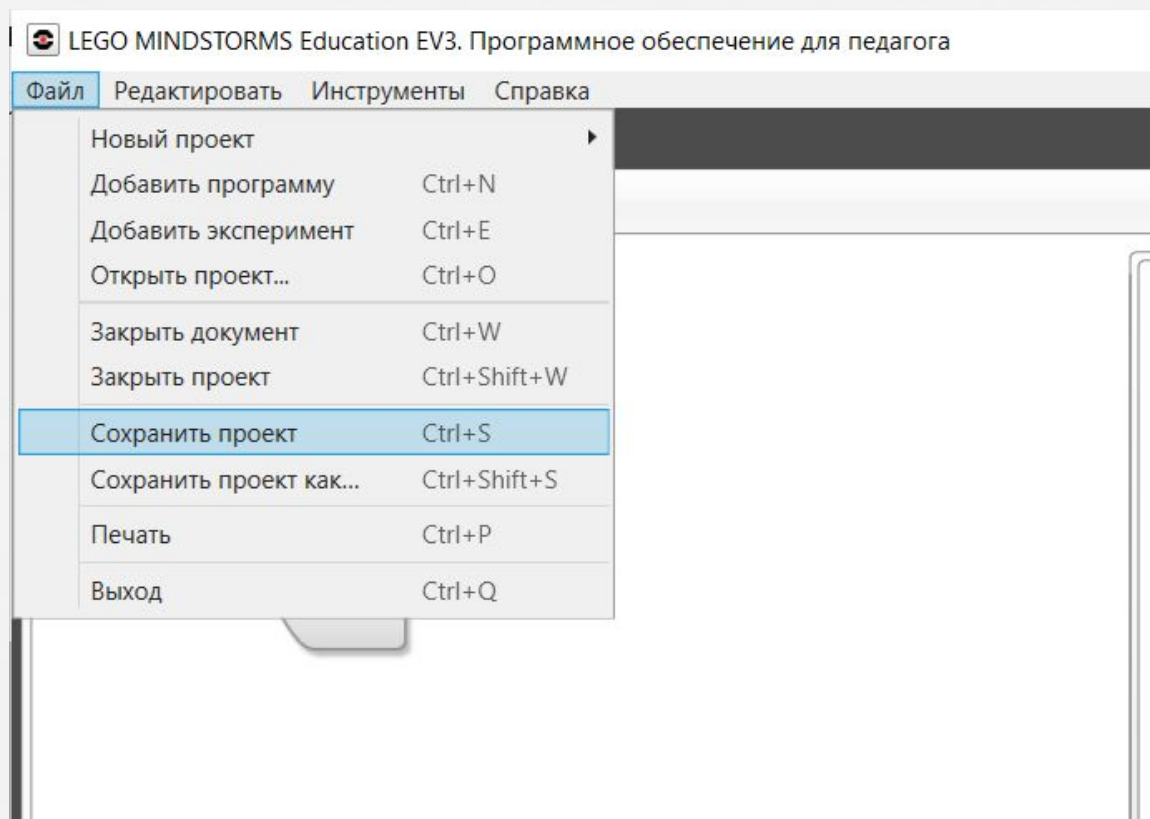 LEGO MINDSTORMS Education EV3. Программное обеспечение для педагога
Файл Редактировать Инструменты Справка
Новый проект
Добавить программу Ctrl+N
Добавить эксперимент Ctrl+E
Открыть проект... Ctrl+O
Закрыть документ Ctrl+W
Закрыть проект Ctrl+Shift+W
Сохранить проект Ctrl+S
Сохранить проект как... Ctrl+Shift+S
Печать Ctrl+P
Выход Ctrl+Q